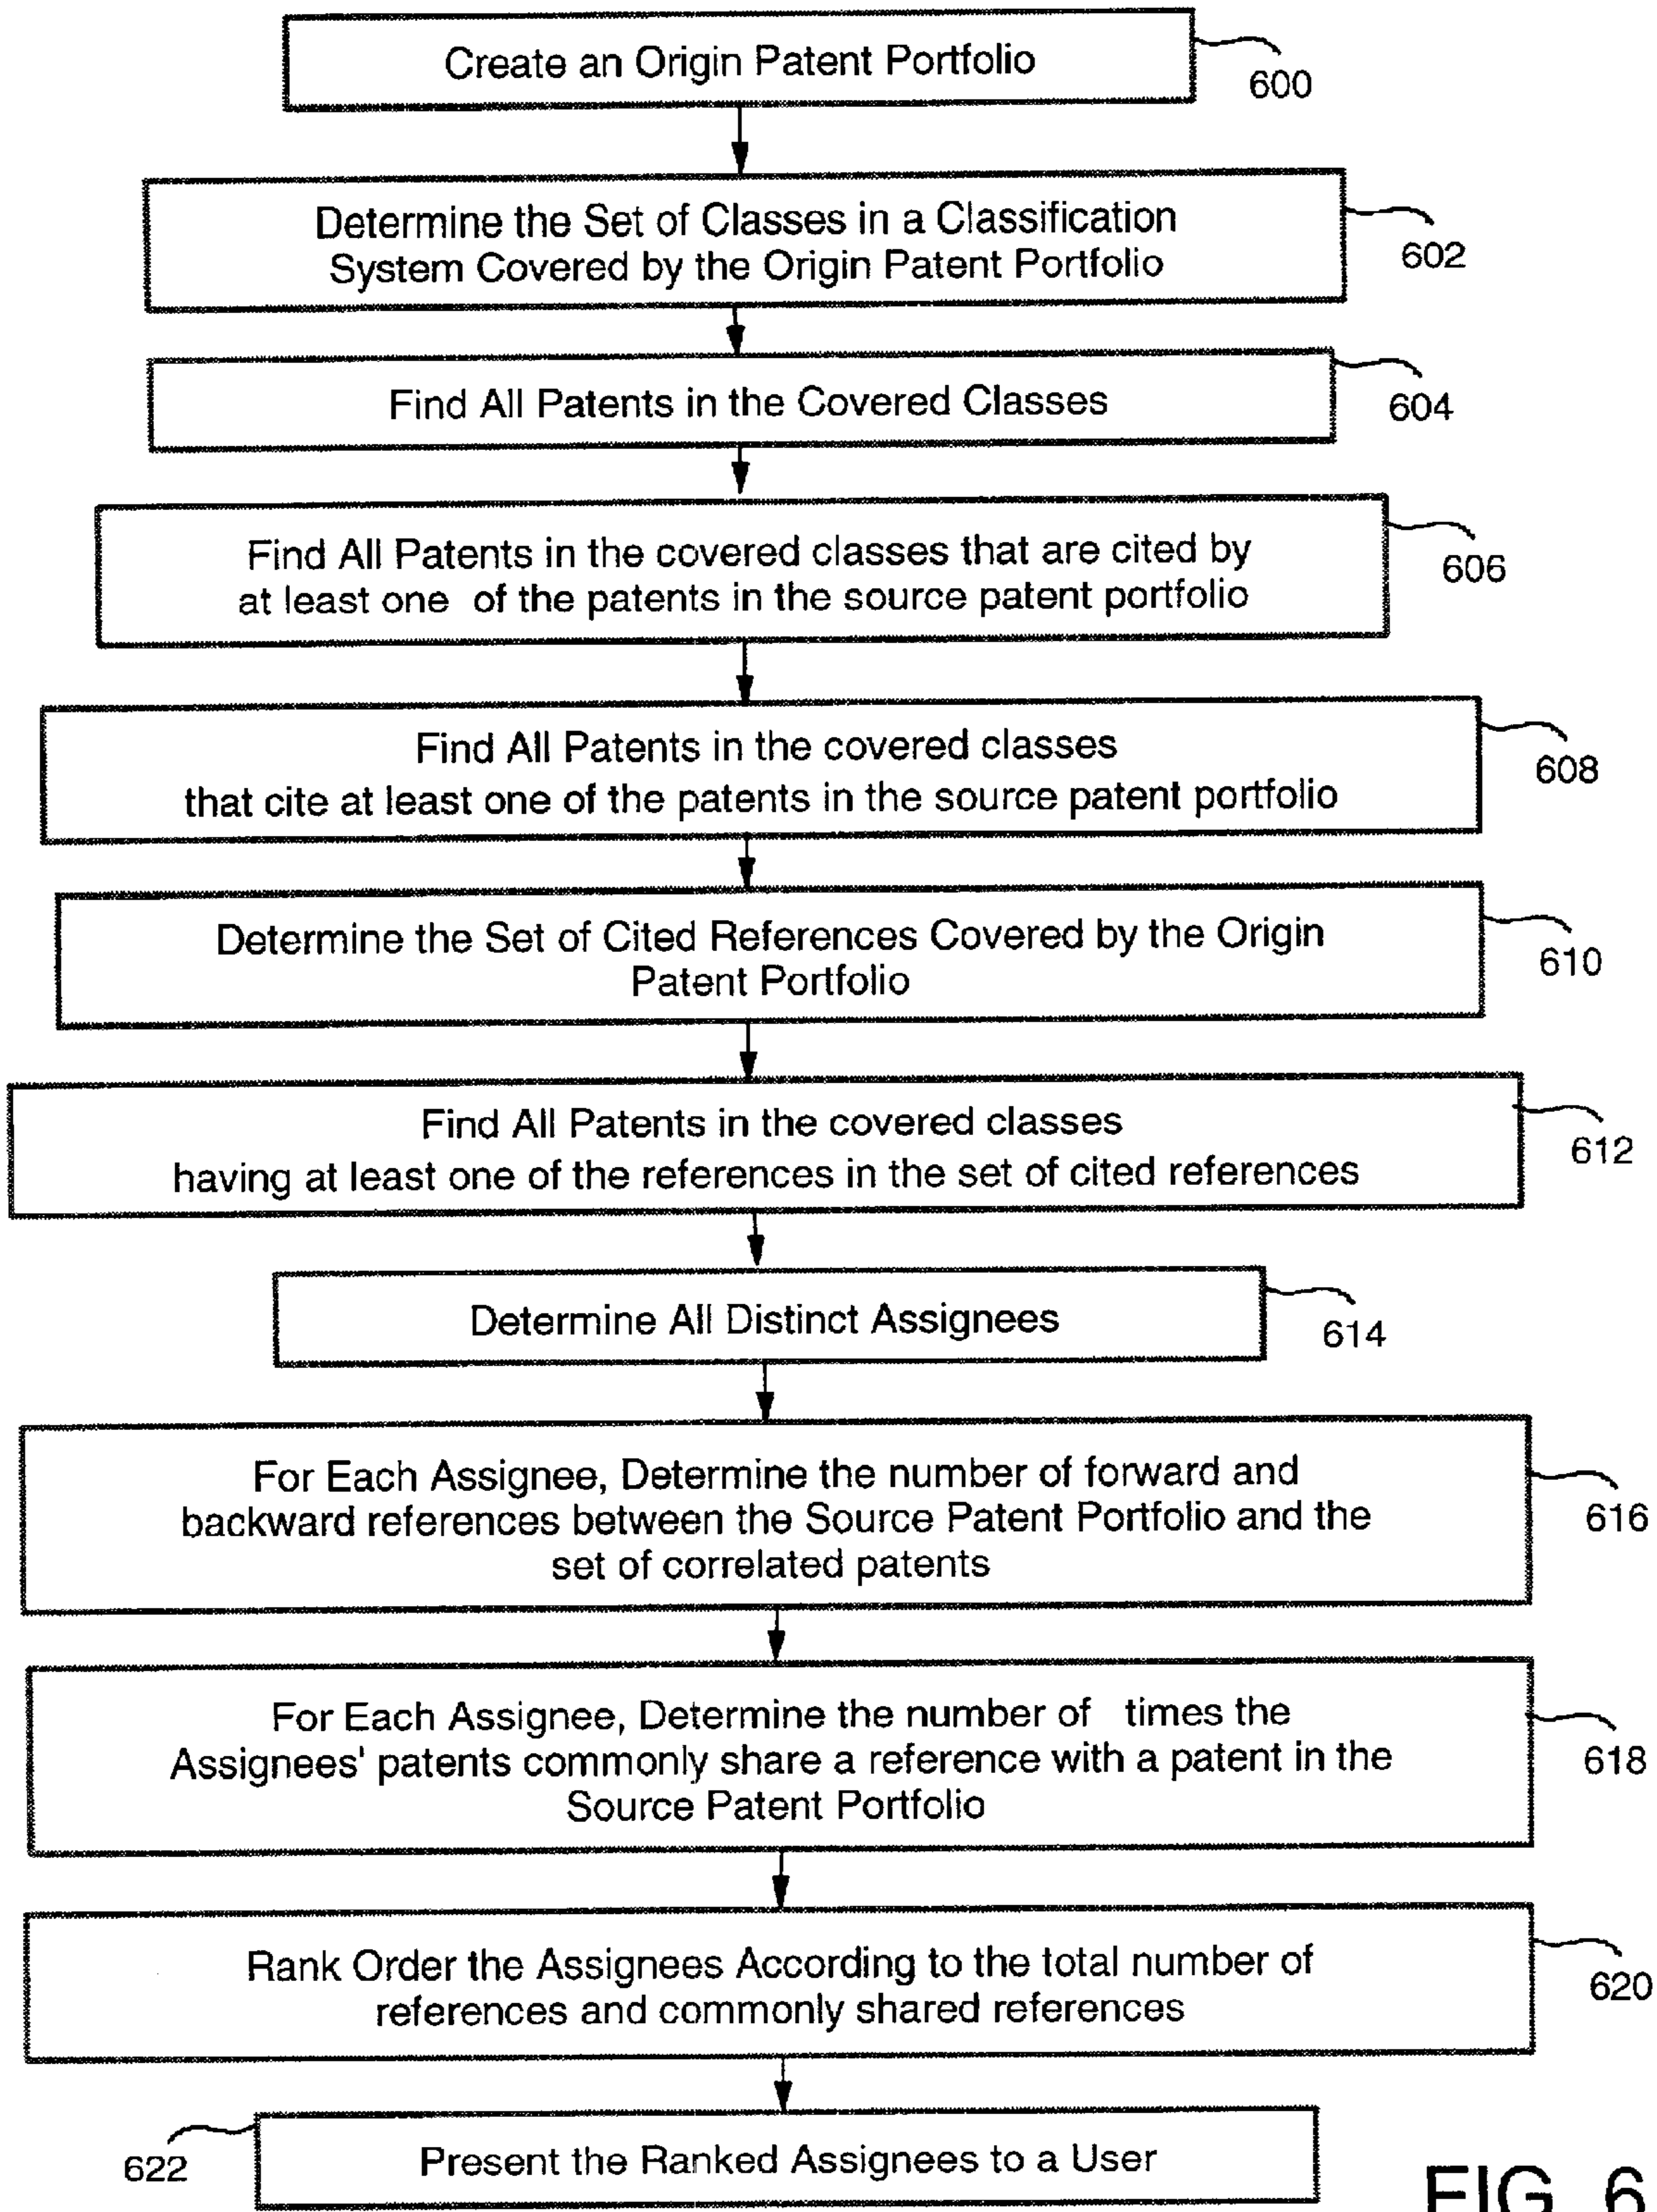 Create an Origin Patent Portfolio
600
Determine the Set of Classes in a Classification
System Covered by the Origin Patent Portfolio
602
Find All Patents in the Covered Classes
604
Find All Patents in the covered classes that are cited by
at least one of the patents in the source patent portfolio
606
Find All Patents in the covered classes
that cite at least one of the patents in the source patent portfolio
608
Determine the Set of Cited References Covered by the Origin
Patent Portfolio
610
Find All Patents in the covered classes
having at least one of the references in the set of cited references
612
Determine All Distinct Assignees
614
For Each Assignee, Determine the number of forward and
backward references between the Source Patent Portfolio and the
set of correlated patents
616
For Each Assignee, Determine the number of times the
Assignees' patents commonly share a reference with a patent in the
Source Patent Portfolio
618
Rank Order the Assignees According to the total number of
references and commonly shared references
620
Present the Ranked Assignees to a User
622
FIG. 6